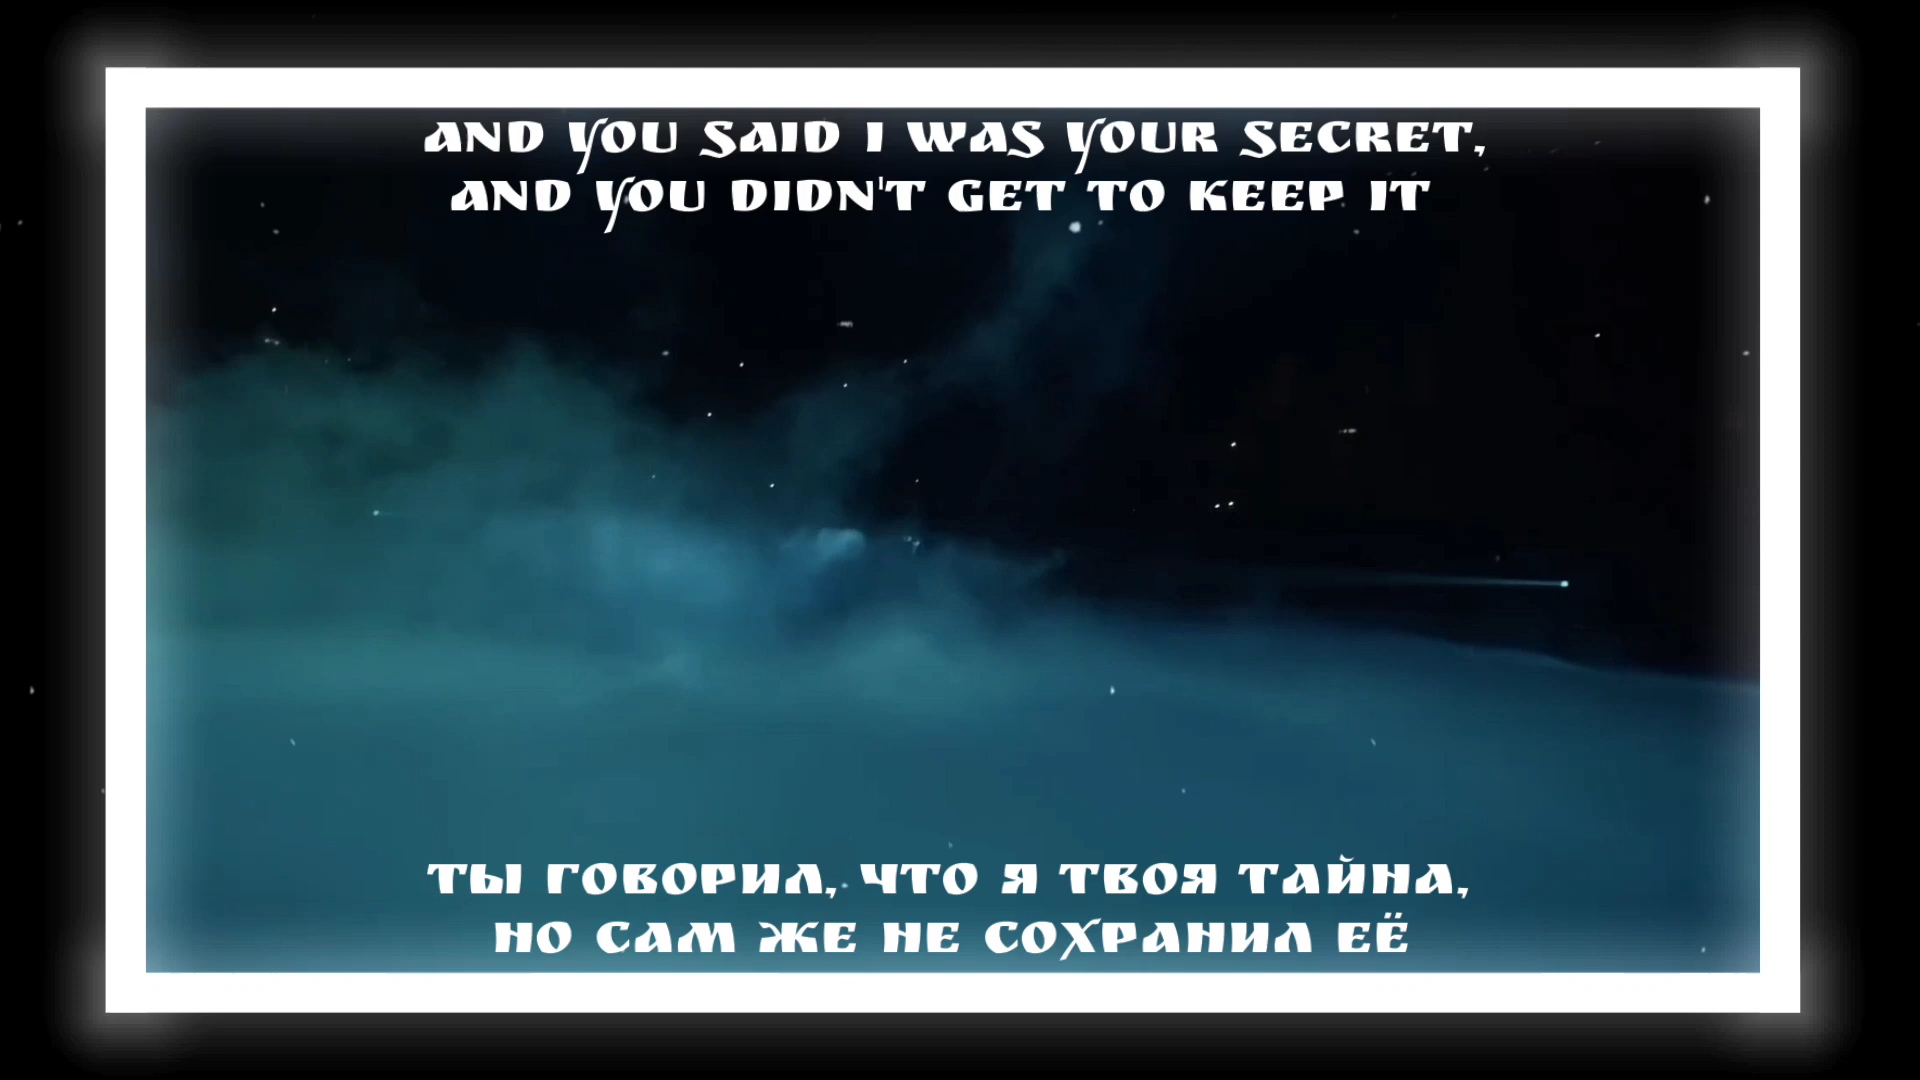 AND YOU SAID I WAS YOUR SECRET,
AND YOU DIDN'T GET TO KEEP IT
ТЫ ГОВОРИЛ, ЧТО Я ТВОЯ ТАЙНА,
НО САМ ЖЕ НЕ СОХРАНИЛ ЕЁ